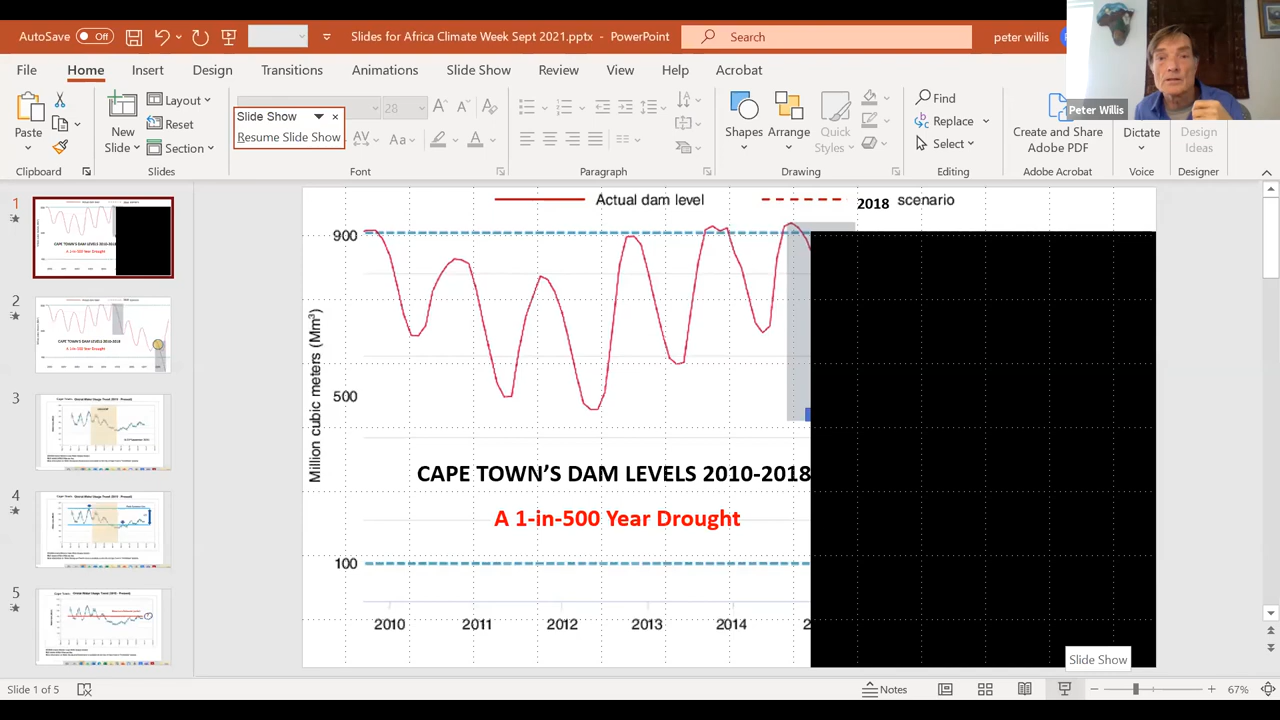 AutoSave Off Slides for Africa Climate Week Sept 2021.pptx - PowerPoint Search peter willis
File Home Insert Design Transitions Animations Slide Show Review View Help Acrobat
Peter Willis
Paste
New
Slide
Layout
Reset
Section
Slide Show
Resume Slide Show
28
Aa
Shapes
Arrange
Quick
Styles
Find
Replace
Select
Create and Share
Adobe PDF
Dictate
Design
Ideas
Clipboard Slides Font Paragraph Drawing Editing Adobe Acrobat Voice Designer
1
2
3
4
5
Actual dam level 2018 scenario
900
500
100
Million cubic meters (Mm³)
CAPE TOWN'S DAM LEVELS 2010-2018
A 1-in-500 Year Drought
2010 2011 2012 2013 2014 2
Slide Show
Slide 1 of 5 Notes 67%